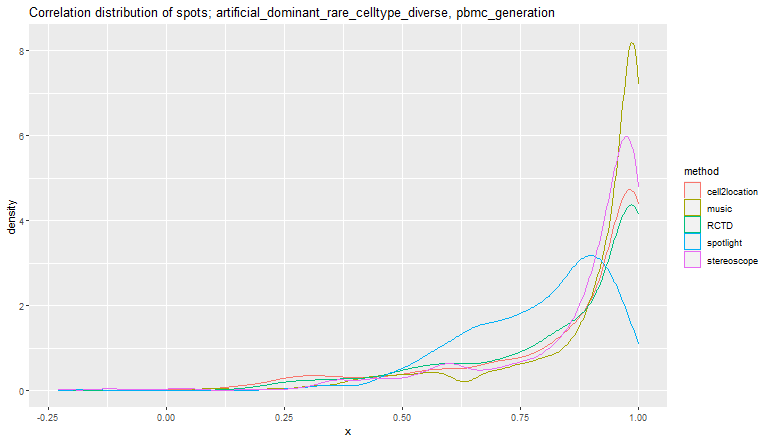 Correlation distribution of spots; artificial_dominant_rare_celltype_diverse, pbmc_generation
8
6
4
2
0
density
-0.25
0.00
0.25
0.50
0.75
1.00
x
method
cell2location
music
RCTD
spotlight
stereoscope